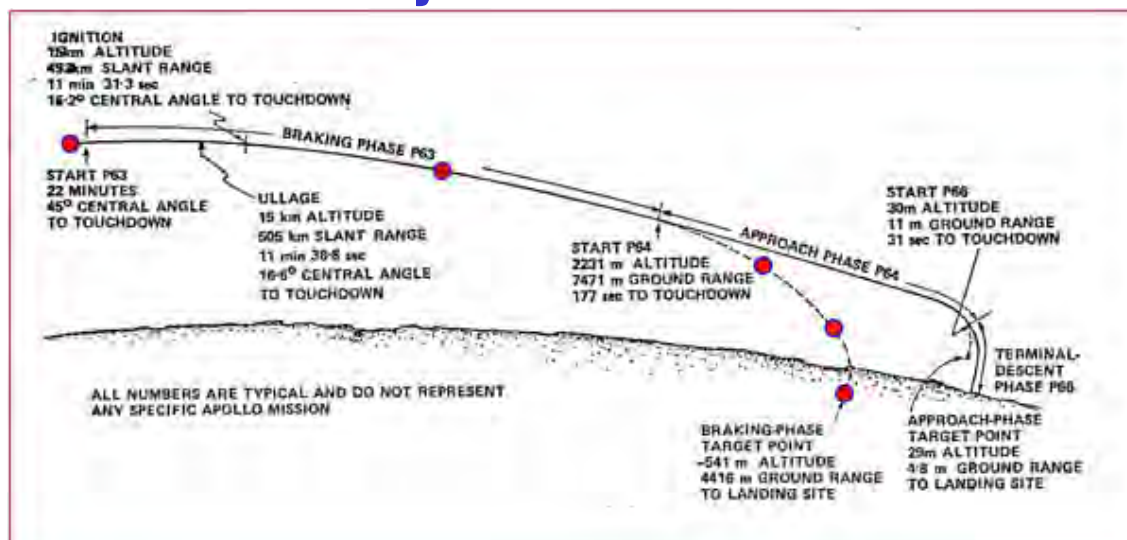 IGNITION
15km ALTITUDE
492km SLANT RANGE
11 min 31·3 sec
16·2° CENTRAL ANGLE TO TOUCHDOWN
BRAKING PHASE P63
START P63
22 MINUTES
45° CENTRAL ANGLE
TO TOUCHDOWN
ULLAGE
15 km ALTITUDE
505 km SLANT RANGE
11 min 38·8 sec
16·6° CENTRAL ANGLE
TO TOUCHDOWN
START P64
2231 m ALTITUDE
7471 m GROUND RANGE
177 sec TO TOUCHDOWN
APPROACH PHASE P64
START P66
30m ALTITUDE
11 m GROUND RANGE
31 sec TO TOUCHDOWN
TERMINAL-
DESCENT
PHASE P66
ALL NUMBERS ARE TYPICAL AND DO NOT REPRESENT
ANY SPECIFIC APOLLO MISSION
BRAKING-PHASE
TARGET POINT
-541 m ALTITUDE
4416 m GROUND RANGE
TO LANDING SITE
APPROACH-PHASE
TARGET POINT
29m ALTITUDE
4·8 m GROUND RANGE
TO LANDING SITE